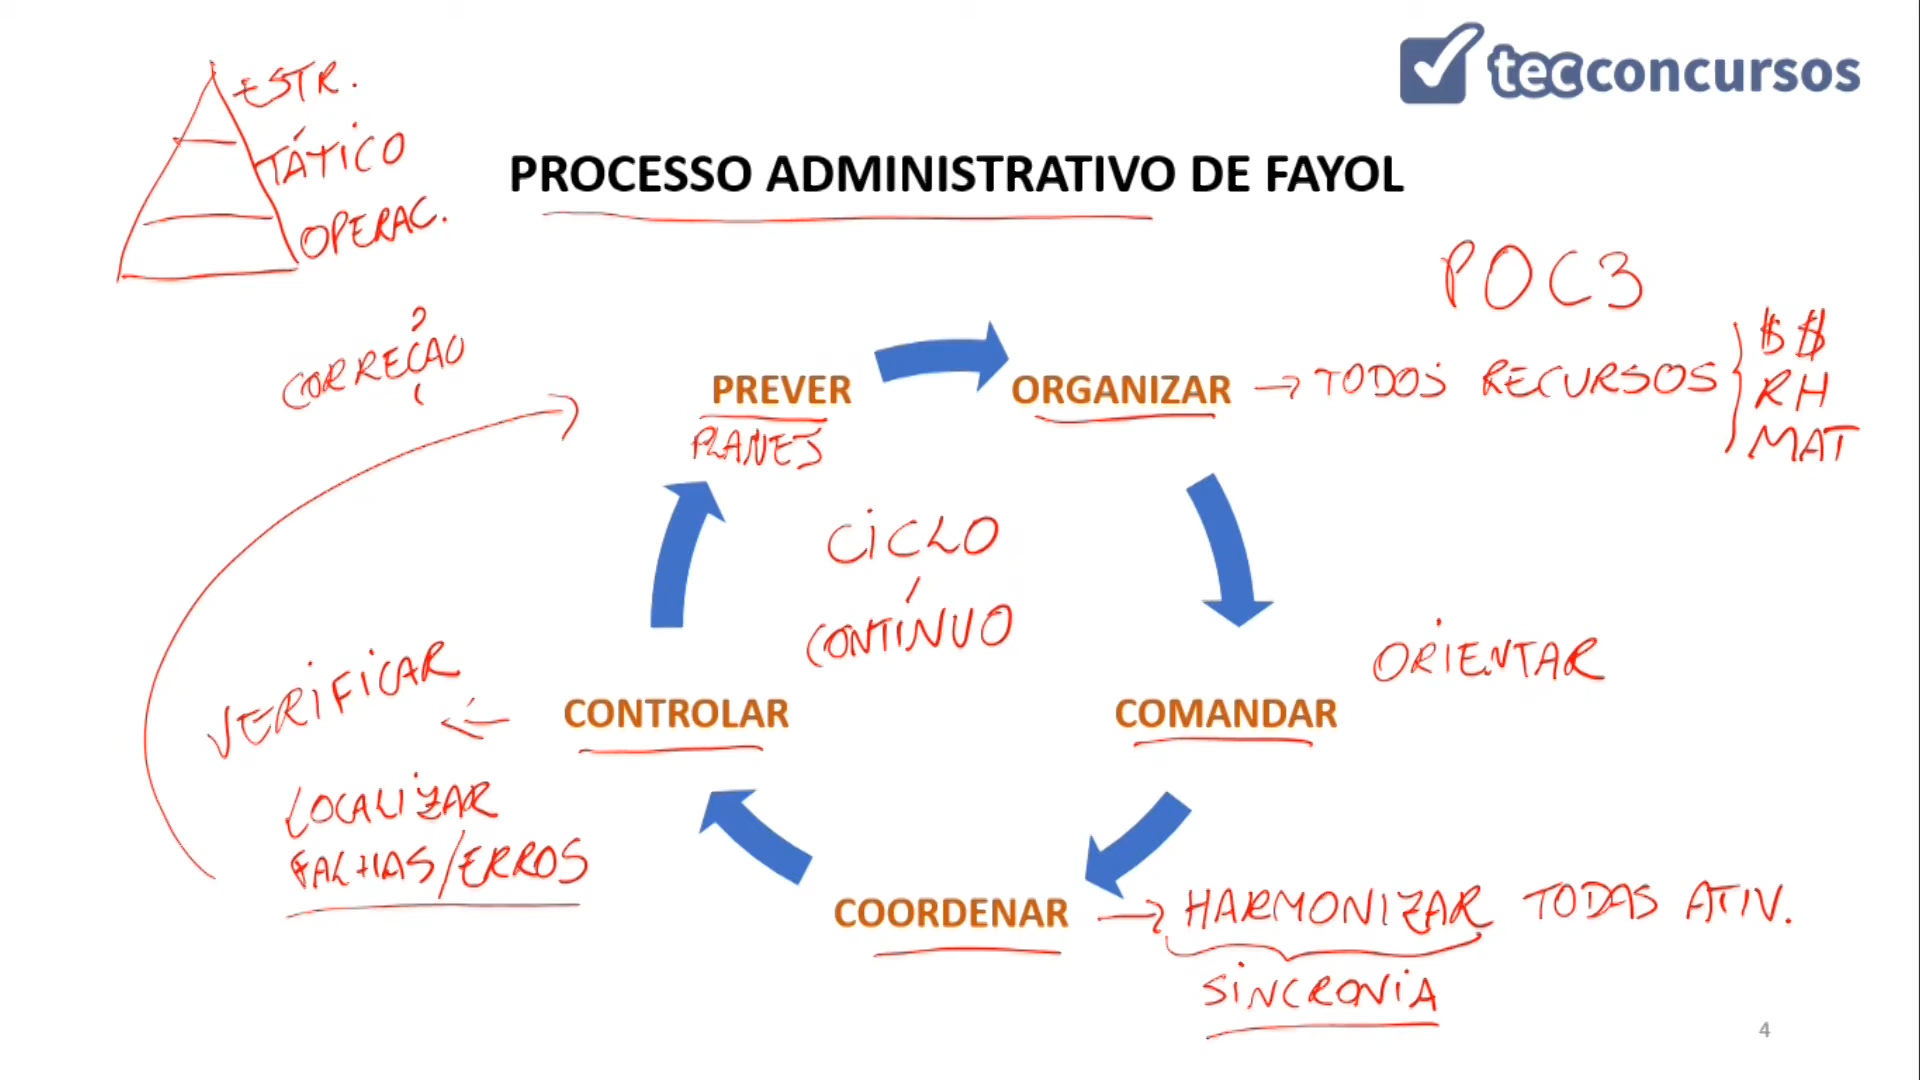 tecconcursos
ESTR.
TÁTICO
OPERAC.
PROCESSO ADMINISTRATIVO DE FAYOL
POC3
CORREÇÃO
PREVER
PLANEJ
ORGANIZAR → TODOS RECURSOS
$$
RH
MAT
CICLO
CONTÍNUO
VERIFICAR
LOCALIZAR
FALHAS/ERROS
CONTROLAR
COMANDAR
ORIENTAR
COORDENAR → HARMONIZAR TODAS ATIV.
SINCRONIA
4